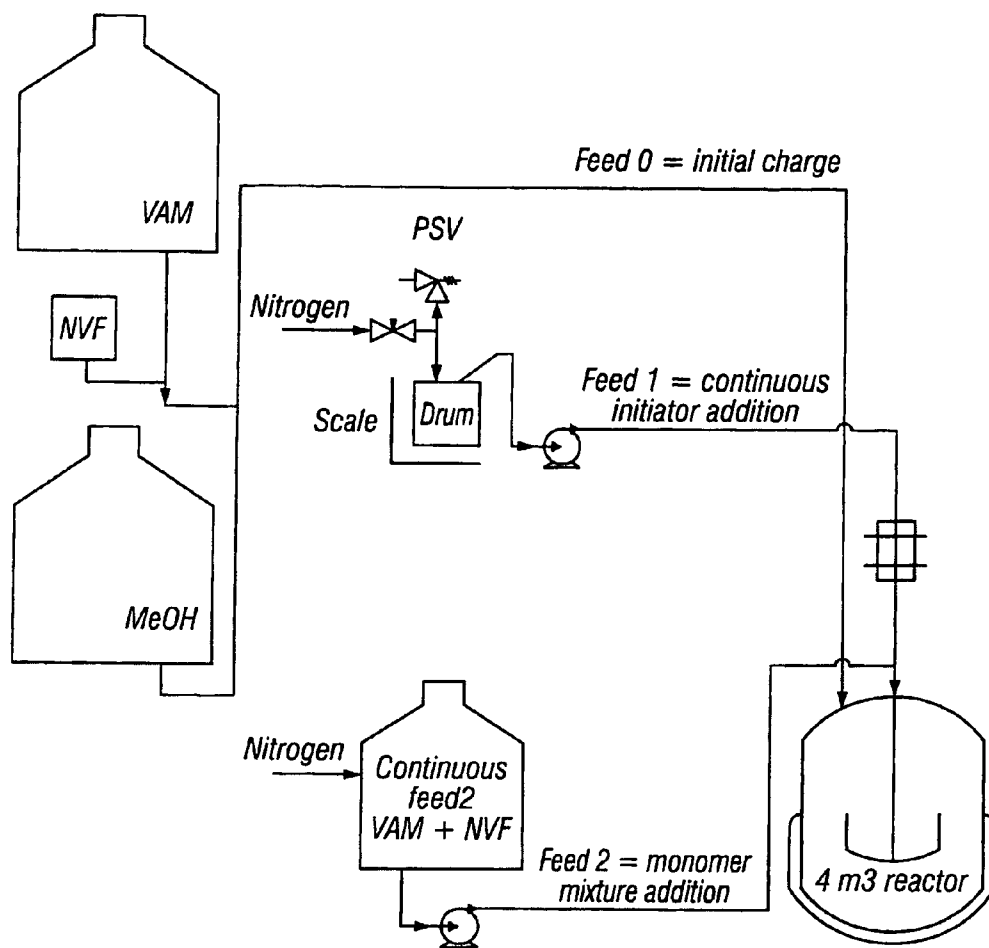 VAM
NVF
MeOH
Feed 0 = initial charge
PSV
Nitrogen
Scale
Drum
Feed 1 = continuous
initiator addition
Nitrogen
Continuous
feed2
VAM + NVF
Feed 2 = monomer
mixture addition
4 m3 reactor